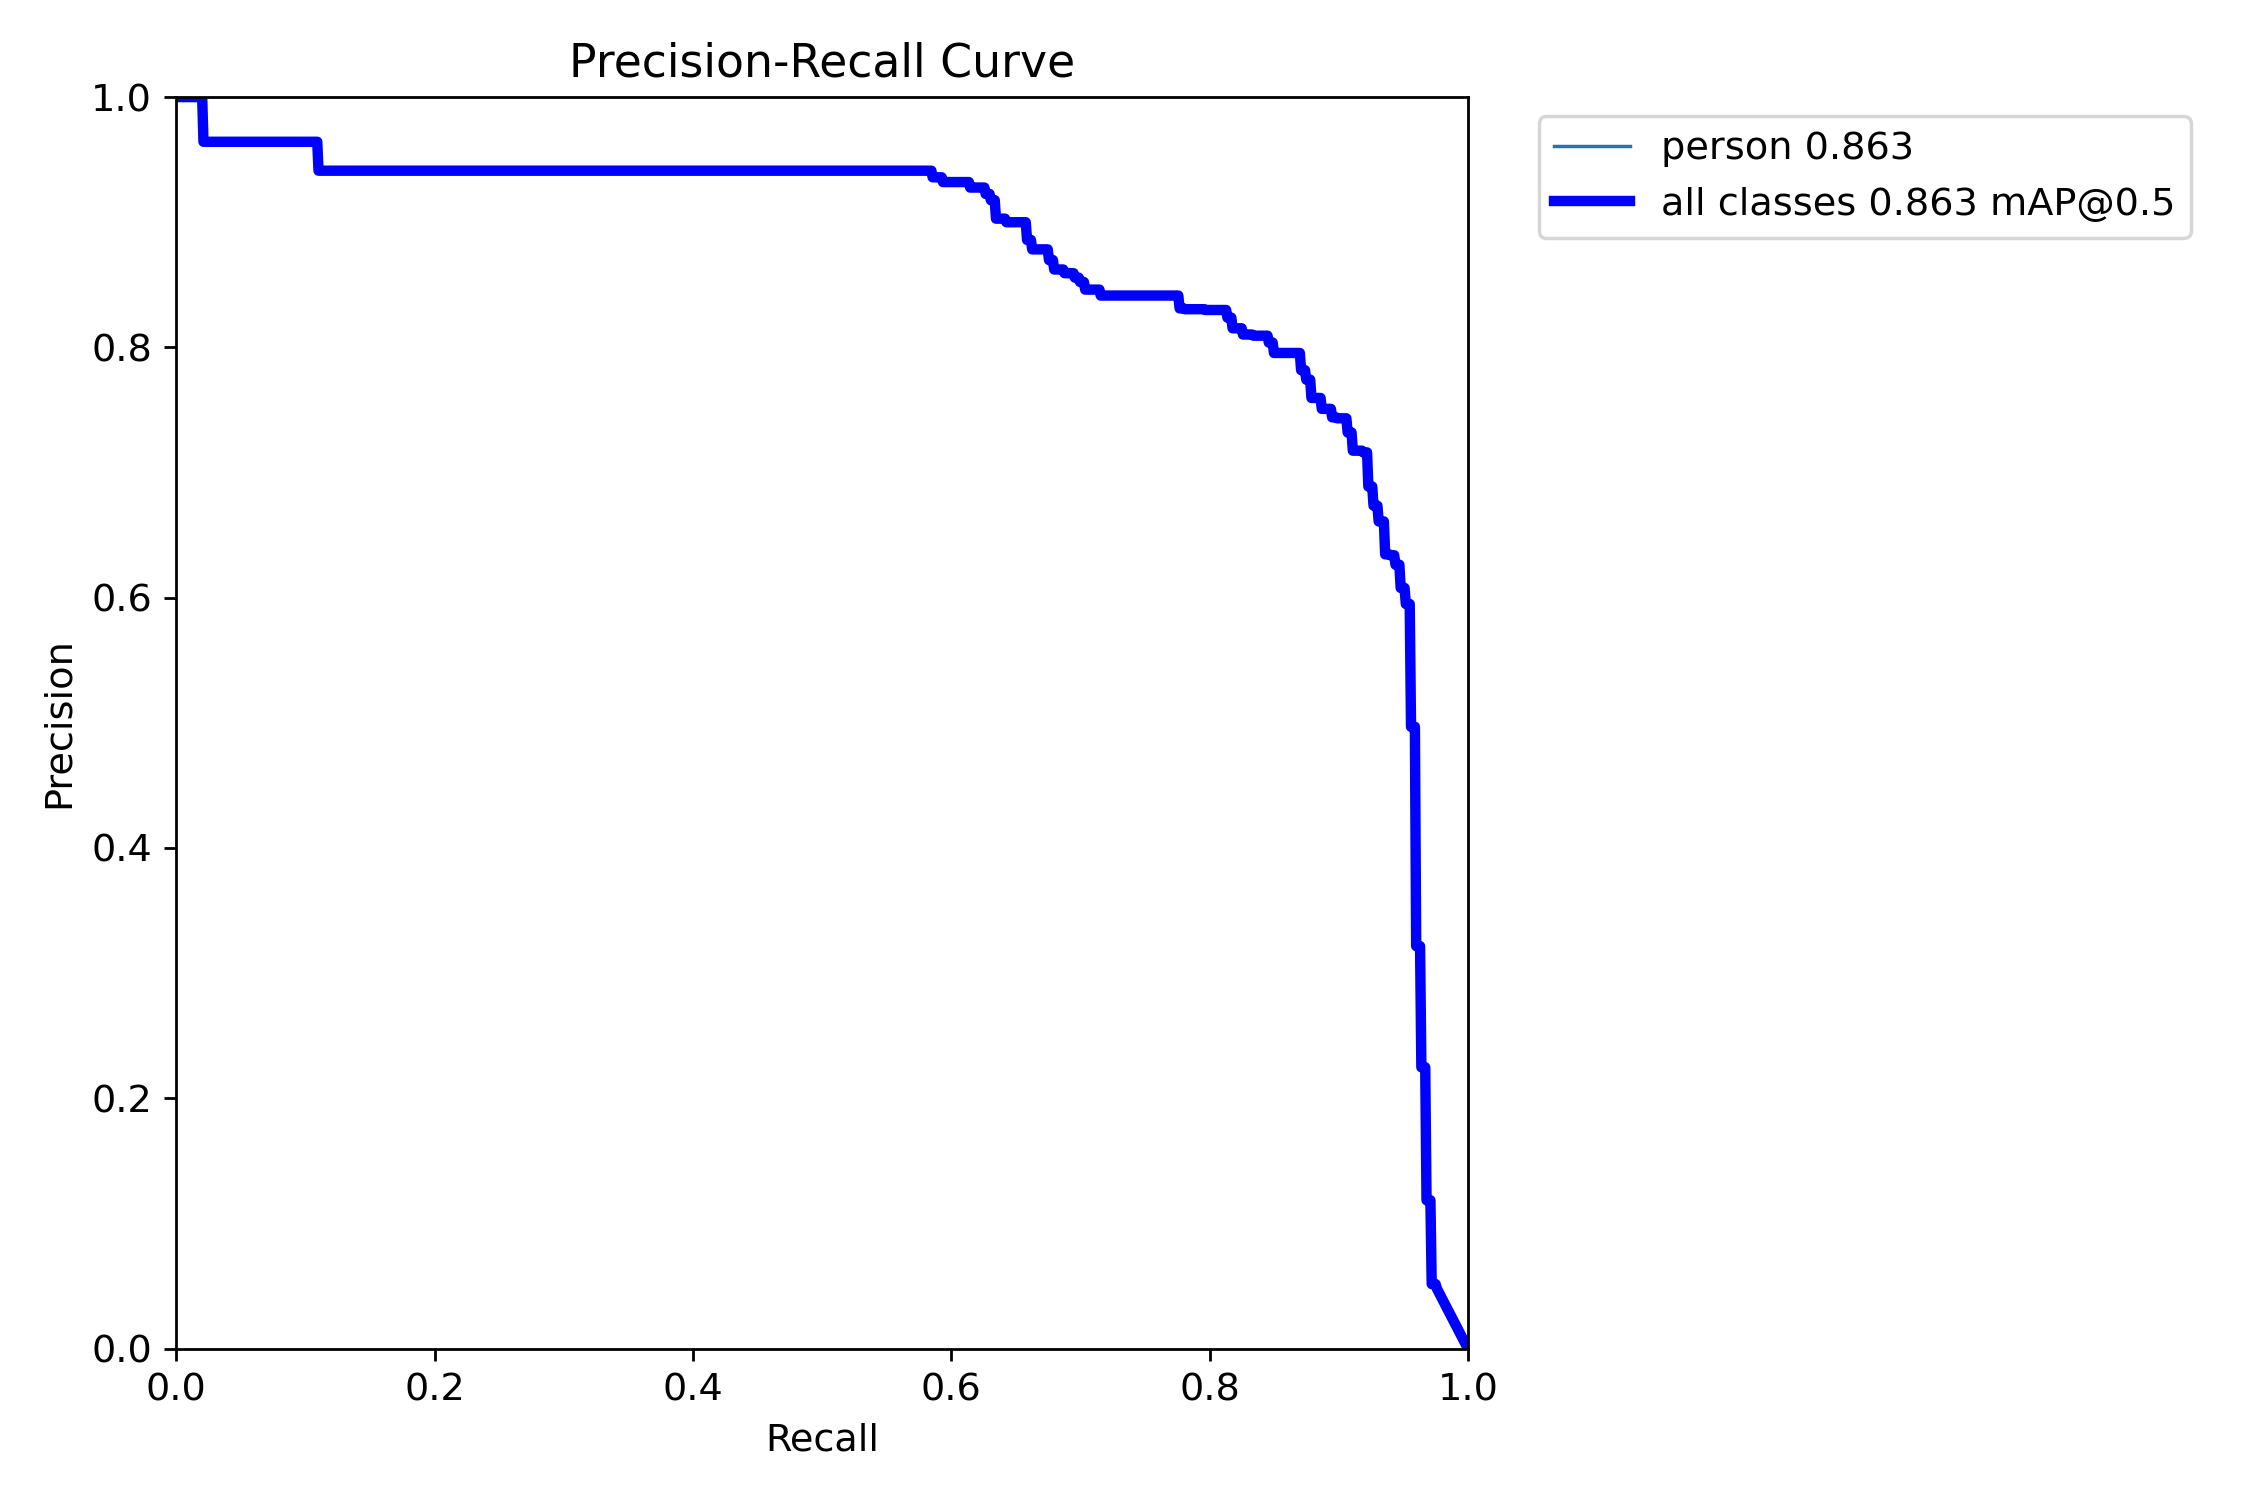 Precision-Recall Curve
person 0.863
all classes 0.863 mAP@0.5
Precision
1.0
0.8
0.6
0.4
0.2
0.0
0.0 0.2 0.4 0.6 0.8 1.0
Recall